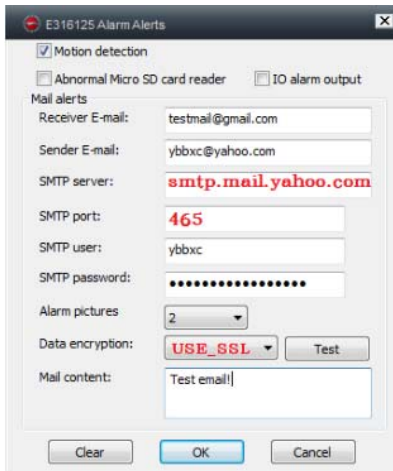 E316125 Alarm Alerts
Motion detection
Abnormal Micro SD card reader IO alarm output
Mail alerts
Receiver E-mail: testmail@gmail.com
Sender E-mail: ybbxc@yahoo.com
SMTP server: smtp.mail.yahoo.com
SMTP port: 465
SMTP user: ybbxc
SMTP password: •••••••••••••••••
Alarm pictures 2
Data encryption: USE_SSL Test
Mail content: Test email!
Clear OK Cancel